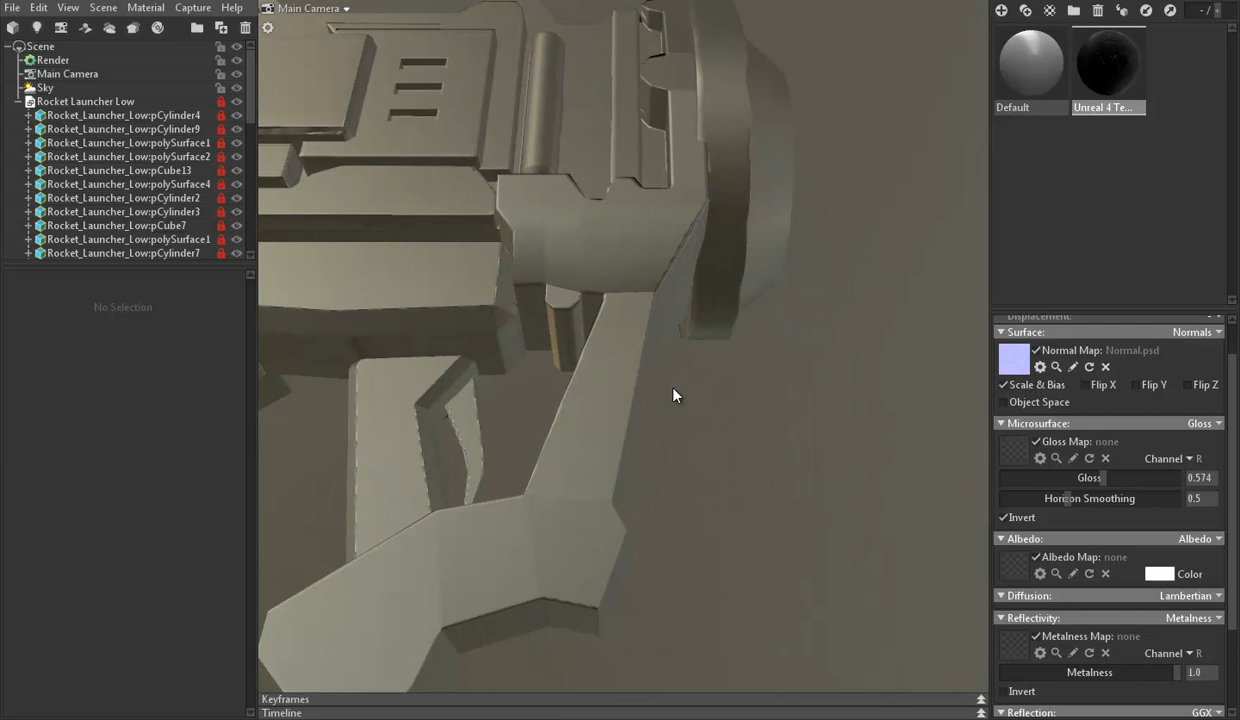 File Edit View Scene Material Capture Help
Main Camera
- /
Scene
Render
Main Camera
Sky
Rocket Launcher Low
Rocket_Launcher_Low:pCylinder4
Rocket_Launcher_Low:pCylinder9
Rocket_Launcher_Low:polySurface1
Rocket_Launcher_Low:polySurface2
Rocket_Launcher_Low:pCube13
Rocket_Launcher_Low:polySurface4
Rocket_Launcher_Low:pCylinder2
Rocket_Launcher_Low:pCylinder3
Rocket_Launcher_Low:pCube7
Rocket_Launcher_Low:polySurface1
Rocket_Launcher_Low:pCylinder7
No Selection
Default Unreal 4 Te...
Displacement:
Surface: Normals
Normal Map: Normal.psd
Scale & Bias Flip X Flip Y Flip Z
Object Space
Microsurface: Gloss
Gloss Map: none
Channel R
Gloss 0.574
Horizon Smoothing 0.5
Invert
Albedo: Albedo
Albedo Map: none
Color
Diffusion: Lambertian
Reflectivity: Metalness
Metalness Map: none
Channel R
Metalness 1.0
Invert
Reflection: GGX
Keyframes
Timeline